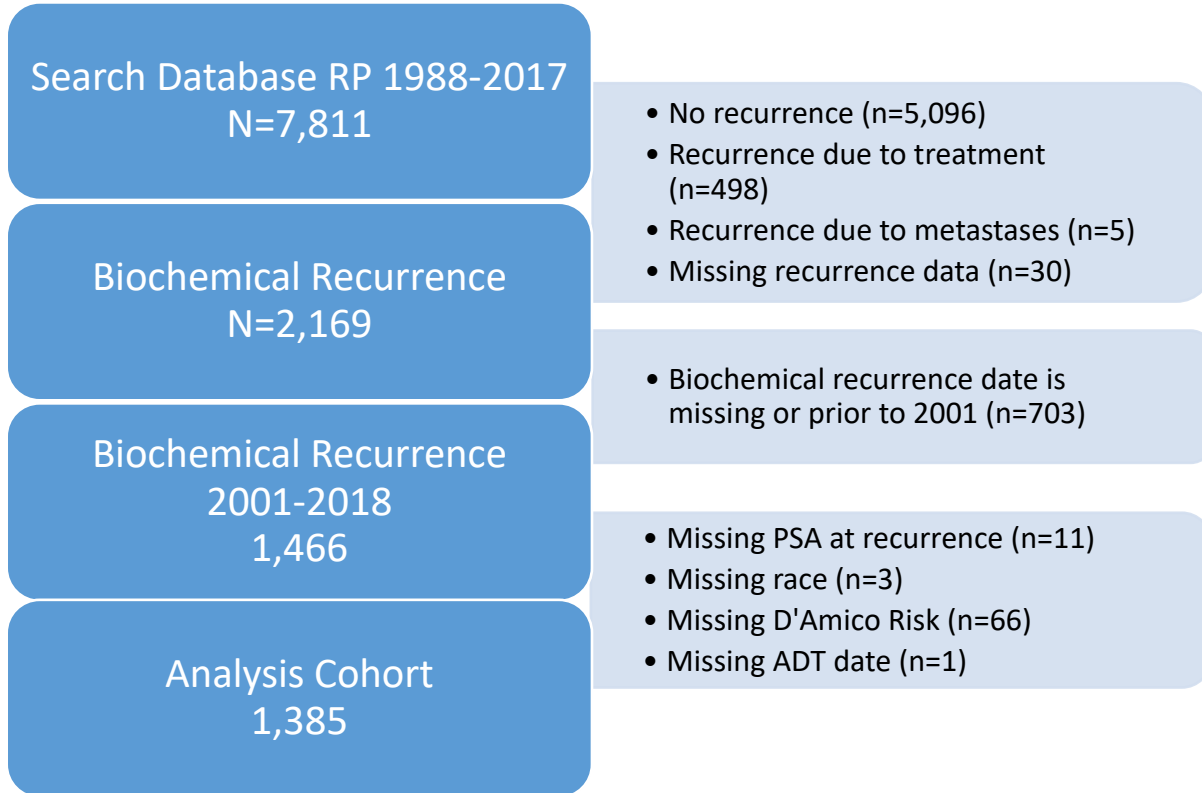 Search Database RP 1988-2017
N=7,811
• No recurrence (n=5,096)
• Recurrence due to treatment
(n=498)
• Recurrence due to metastases (n=5)
• Missing recurrence data (n=30)
Biochemical Recurrence
N=2,169
• Biochemical recurrence date is
missing or prior to 2001 (n=703)
Biochemical Recurrence
2001-2018
1,466
• Missing PSA at recurrence (n=11)
• Missing race (n=3)
• Missing D'Amico Risk (n=66)
• Missing ADT date (n=1)
Analysis Cohort
1,385